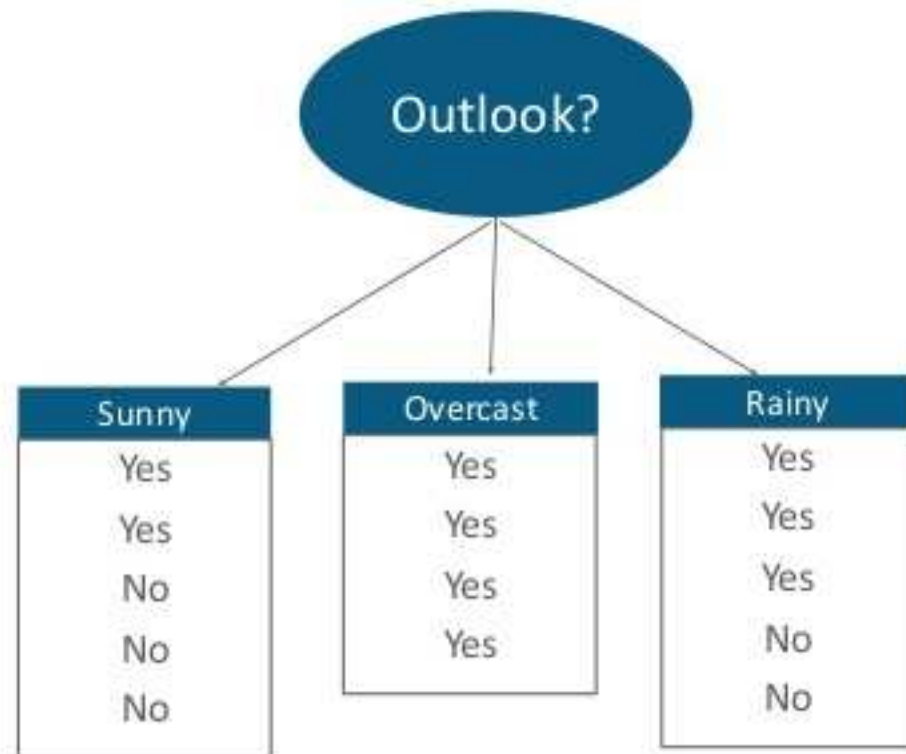 Outlook?
Sunny
Yes
Yes
No
No
No
Overcast
Yes
Yes
Yes
Yes
Rainy
Yes
Yes
Yes
No
No